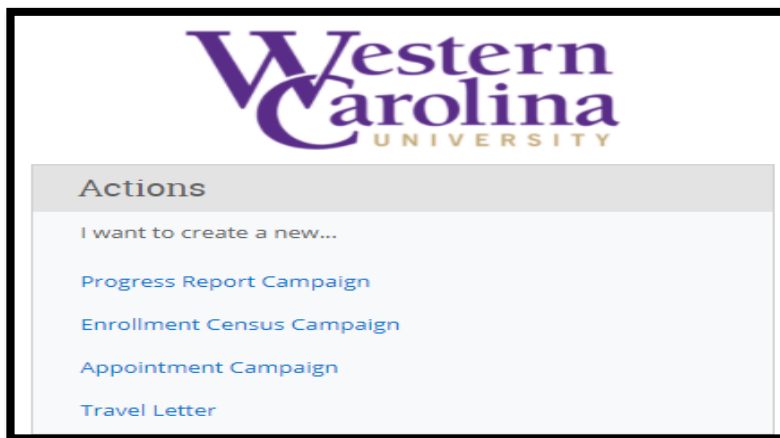 Western
Carolina
UNIVERSITY
Actions
I want to create a new...
Progress Report Campaign
Enrollment Census Campaign
Appointment Campaign
Travel Letter